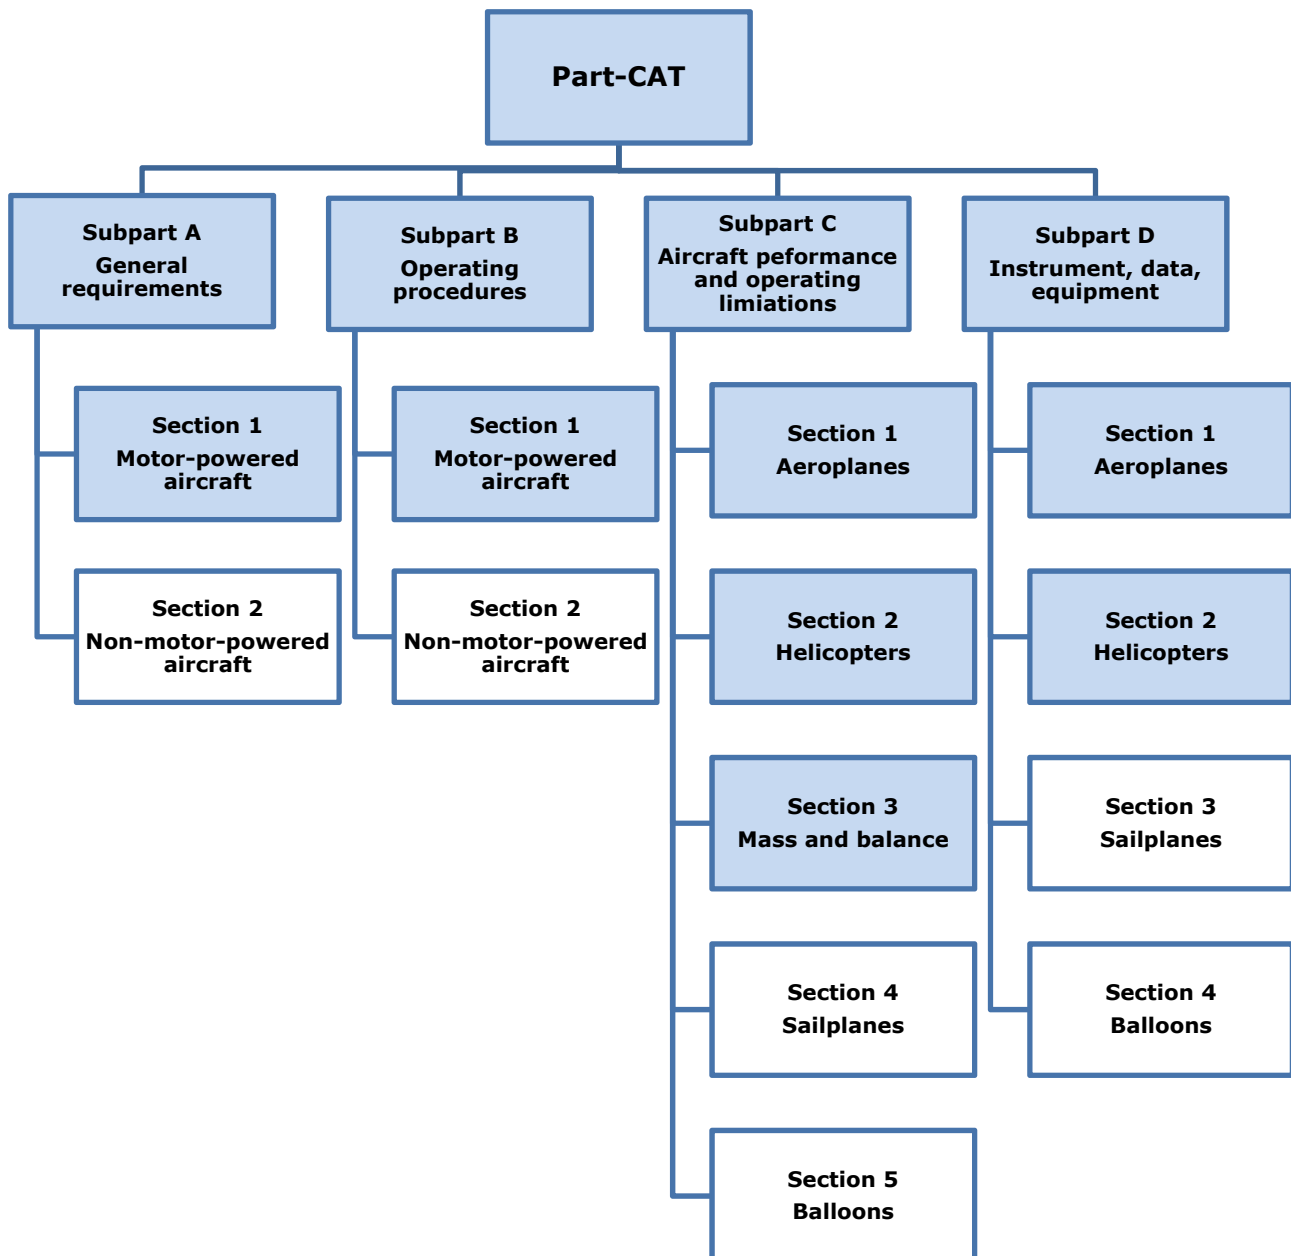 Part-CAT
Subpart A
General
requirements
Section 1
Motor-powered
aircraft
Section 2
Non-motor-powered
aircraft
Subpart B
Operating
procedures
Section 1
Motor-powered
aircraft
Section 2
Non-motor-powered
aircraft
Subpart C
Aircraft peformance
and operating
limiations
Section 1
Aeroplanes
Section 2
Helicopters
Section 3
Mass and balance
Section 4
Sailplanes
Section 5
Balloons
Subpart D
Instrument, data,
equipment
Section 1
Aeroplanes
Section 2
Helicopters
Section 3
Sailplanes
Section 4
Balloons